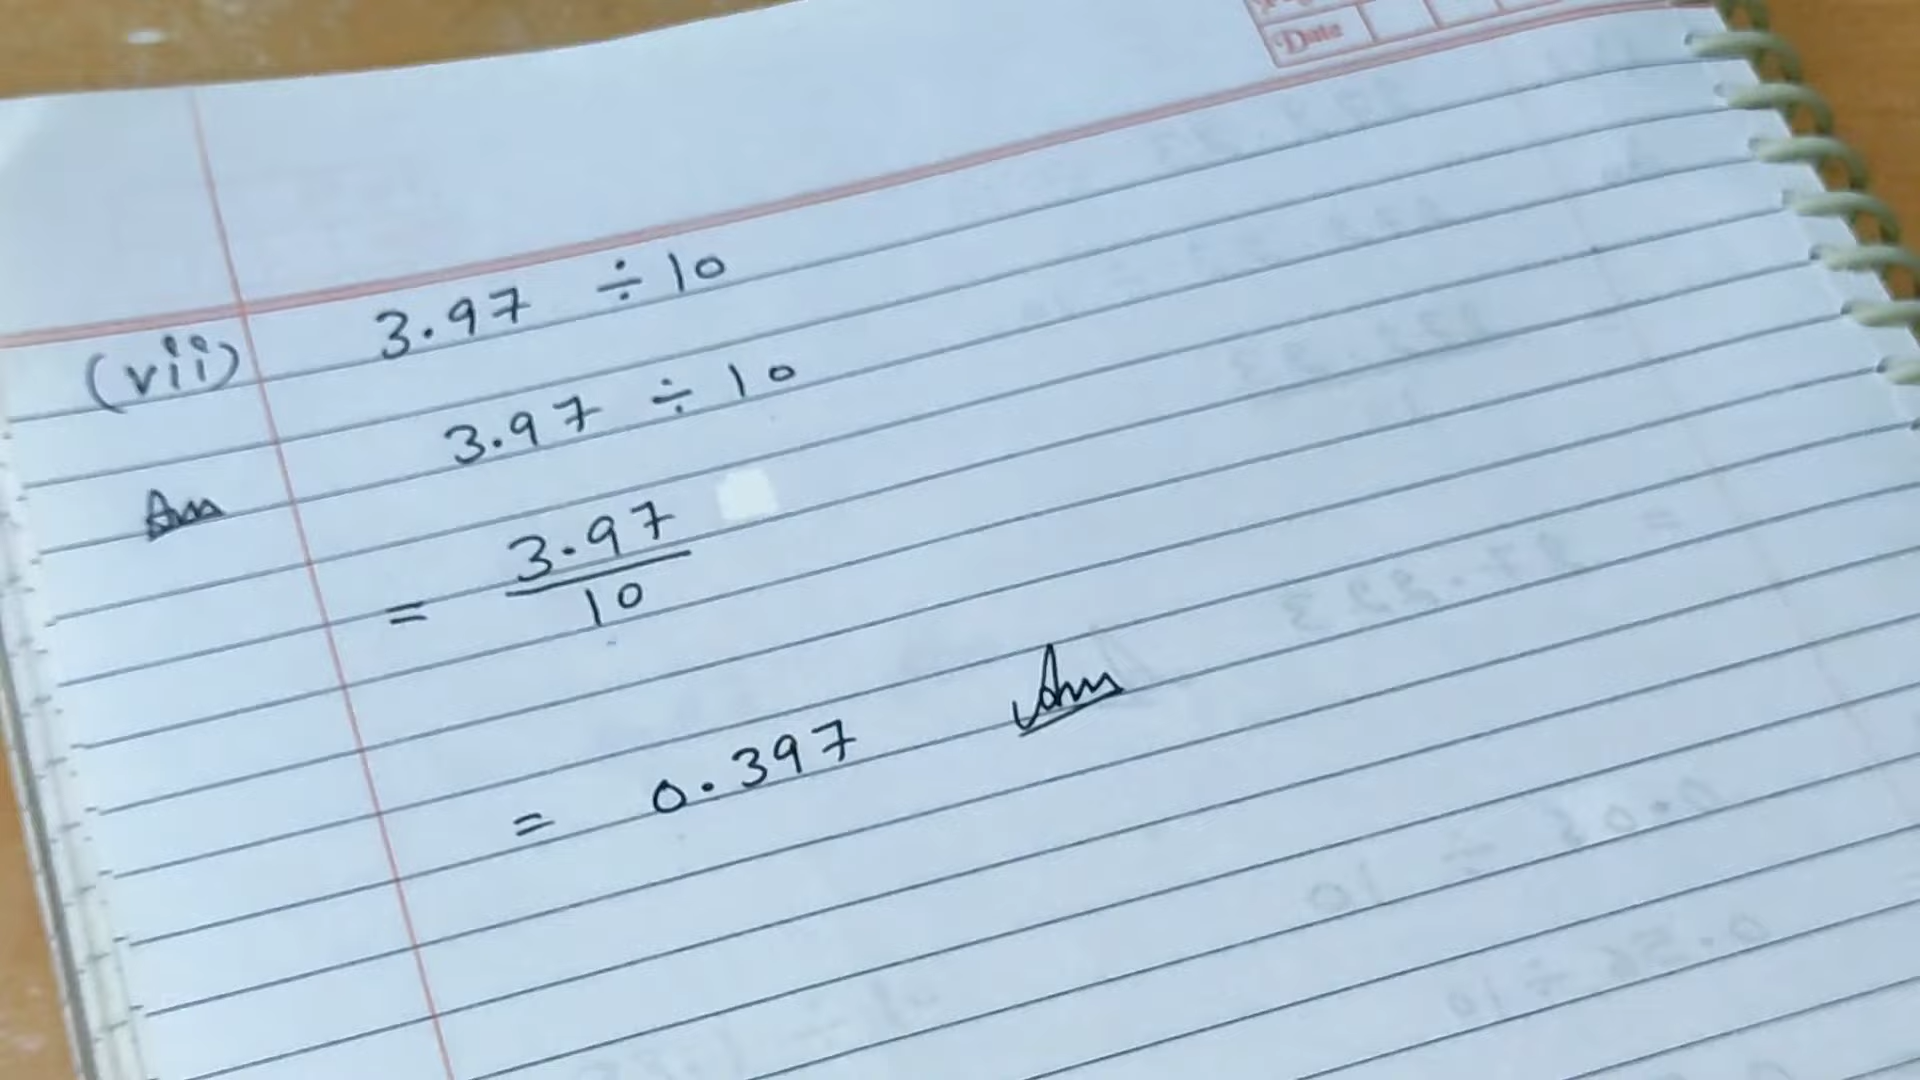 Date
(vii) 3.97 ÷ 10
Ans 3.97 ÷ 10
= 3.97/10
= 0.397 Ans